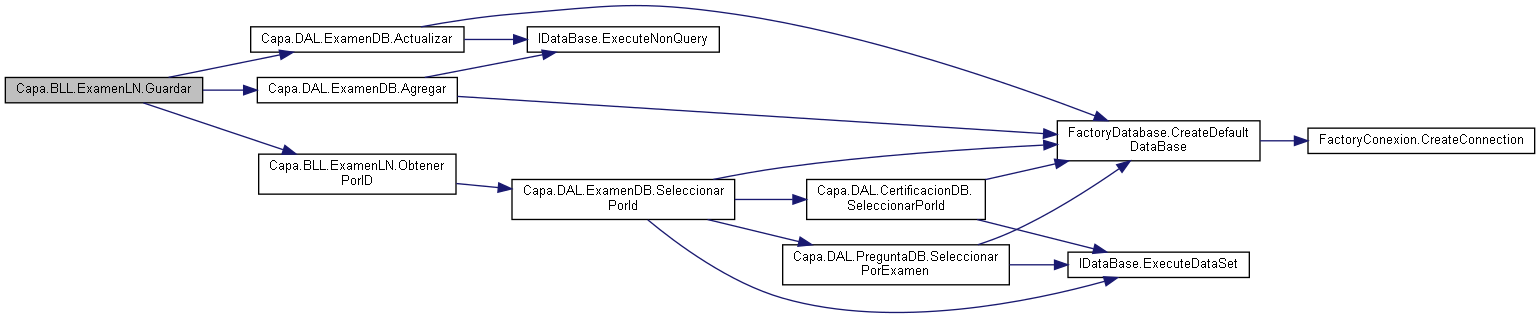 Capa.BLL.ExamenLN.Guardar
Capa.DAL.ExamenDB.Actualizar
Capa.DAL.ExamenDB.Agregar
Capa.BLL.ExamenLN.Obtener
PorID
IDataBase.ExecuteNonQuery
Capa.DAL.ExamenDB.Seleccionar
PorId
Capa.DAL.CertificacionDB.
SeleccionarPorId
Capa.DAL.PreguntaDB.Seleccionar
PorExamen
FactoryDatabase.CreateDefault
DataBase
IDataBase.ExecuteDataSet
FactoryConexion.CreateConnection